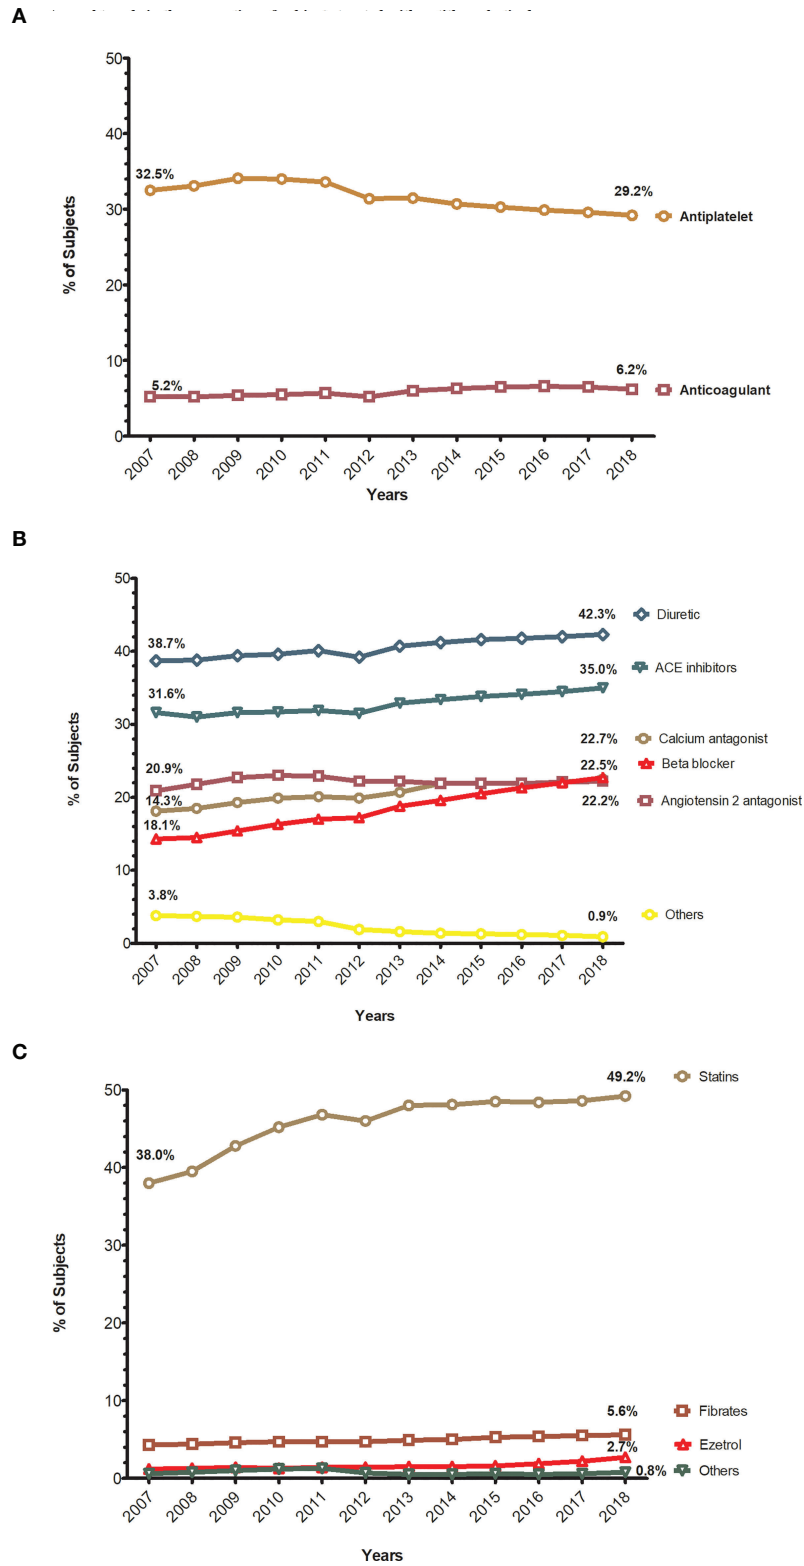 A
50
40
30
20
10
0
% of Subjects
32.5%
29.2%
Antiplatelet
5.2%
6.2%
Anticoagulant
2007 2008 2009 2010 2011 2012 2013 2014 2015 2016 2017 2018
Years
B
50
40
30
20
10
0
% of Subjects
42.3%
Diuretic
38.7%
35.0%
ACE inhibitors
31.6%
22.7%
Calcium antagonist
22.5%
Beta blocker
20.9%
14.3%
22.2%
Angiotensin 2 antagonist
18.1%
3.8%
0.9%
Others
2007 2008 2009 2010 2011 2012 2013 2014 2015 2016 2017 2018
Years
C
50
40
30
20
10
0
% of Subjects
49.2%
Statins
38.0%
5.6%
Fibrates
2.7%
Ezetrol
0.8%
Others
2007 2008 2009 2010 2011 2012 2013 2014 2015 2016 2017 2018
Years